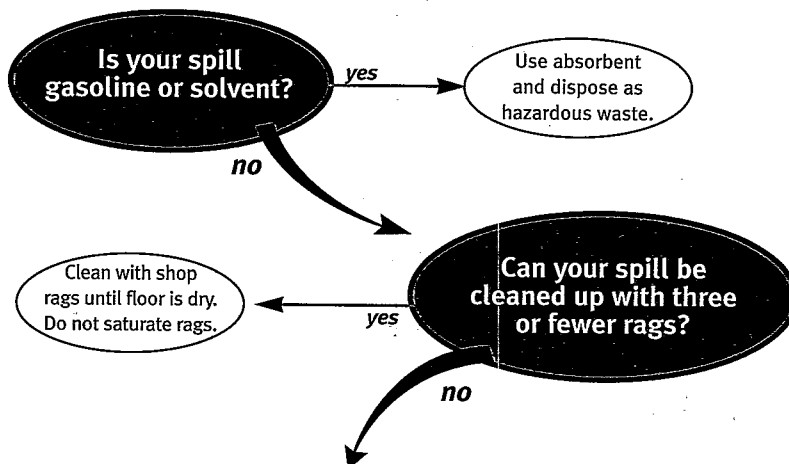 Is your spill
gasoline or solvent?
yes
Use absorbent
and dispose as
hazardous waste.
no
Can your spill be
cleaned up with three
or fewer rags?
yes
Clean with shop
rags until floor is dry.
Do not saturate rags.
no